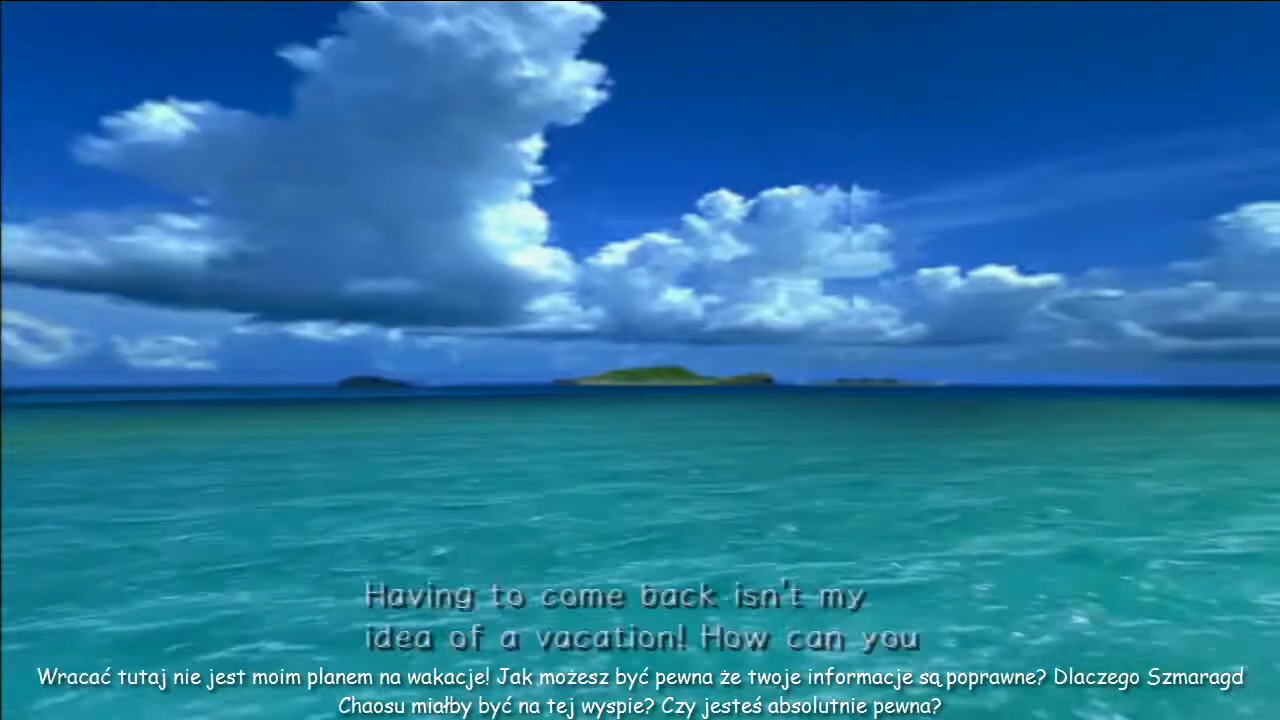 Having to come back isn't my
idea of a vacation! How can you
Wracać tutaj nie jest moim planem na wakacje! Jak możesz być pewna że twoje informacje są poprawne? Dlaczego Szmaragd
Chaosu miałby być na tej wyspie? Czy jesteś absolutnie pewna?